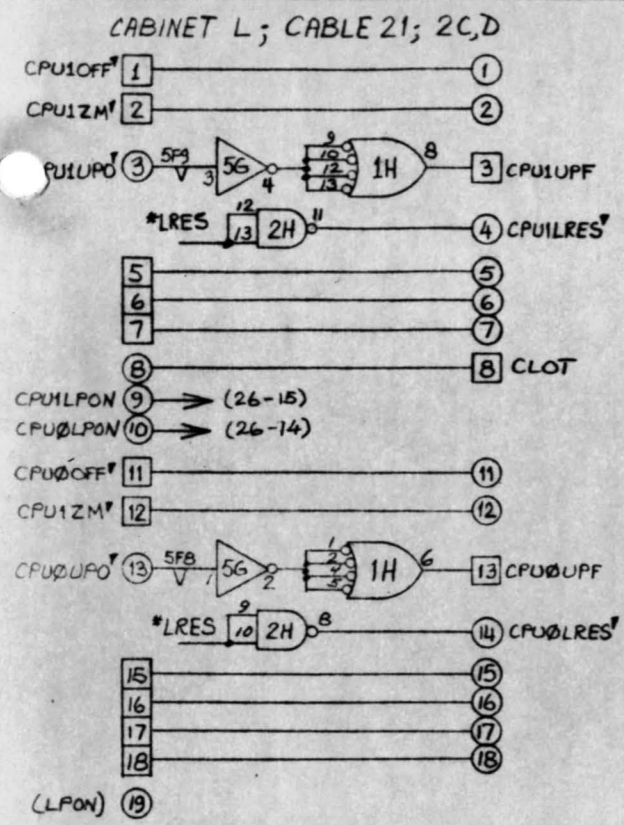 CABINET L; CABLE 21; 2C,D
CPU1OFF▼ 1 1
CPU1ZM▼ 2 2
PU1UPO▼ 3 5F9 3 5G 4 9 10 12 13 1H 8 3 CPU1UPF
*LRES 12 13 2H 11 4 CPU1LRES▼
5 5
6 6
7 7
8 8 CLOT
CPU1LPON 9 (26-15)
CPUØLPON 10 (26-14)
CPUØOFF▼ 11 11
CPU1ZM▼ 12 12
CPUØUPO▼ 13 5F8 1 5G 2 1 2 4 5 1H 6 13 CPUØUPF
*LRES 9 10 2H 8 14 CPUØLRES▼
15 15
16 16
17 17
18 18
(LPON) 19